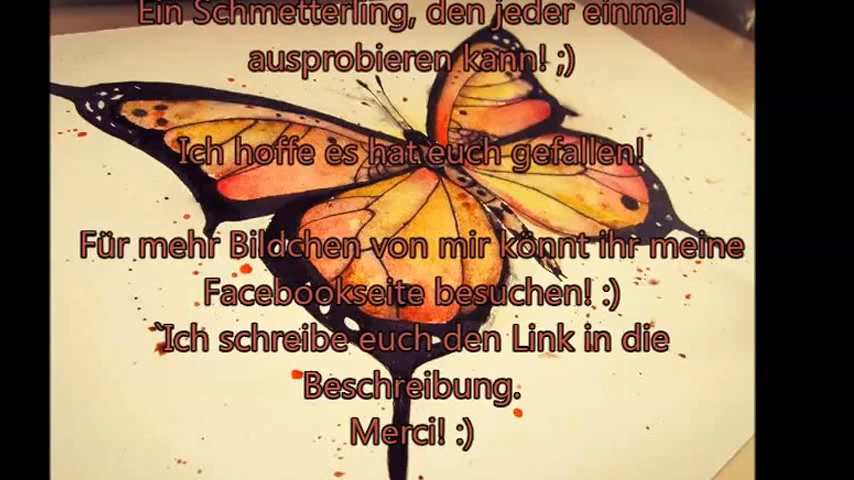 Ein Schmetterling, den jeder einmal
ausprobieren kann! ;)
Ich hoffe es hat euch gefallen!
Für mehr Bildchen von mir könnt ihr meine
Facebookseite besuchen! :)
`Ich schreibe euch den Link in die
Beschreibung.
Merci! :)